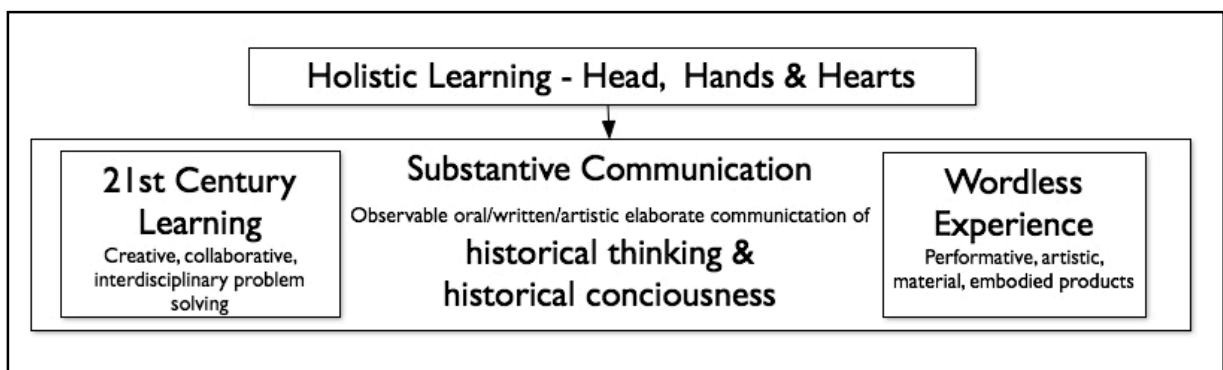 Holistic Learning - Head, Hands & Hearts
21st Century
Learning
Creative, collaborative,
interdisciplinary problem
solving
Substantive Communication
Observable oral/written/artistic elaborate communictation of
historical thinking &
historical conciousness
Wordless
Experience
Performative, artistic,
material, embodied products